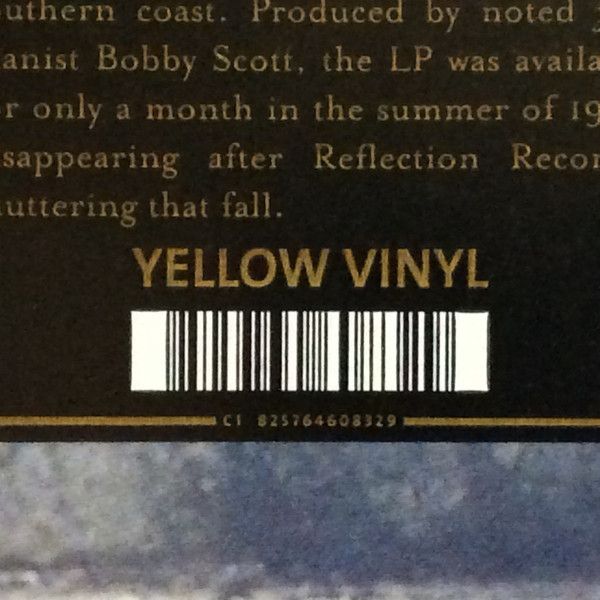 uthern coast. Produced by noted
anist Bobby Scott, the LP was availa
r only a month in the summer of 19
sappearing after Reflection Recor
uttering that fall.
YELLOW VINYL
CI 825764608329